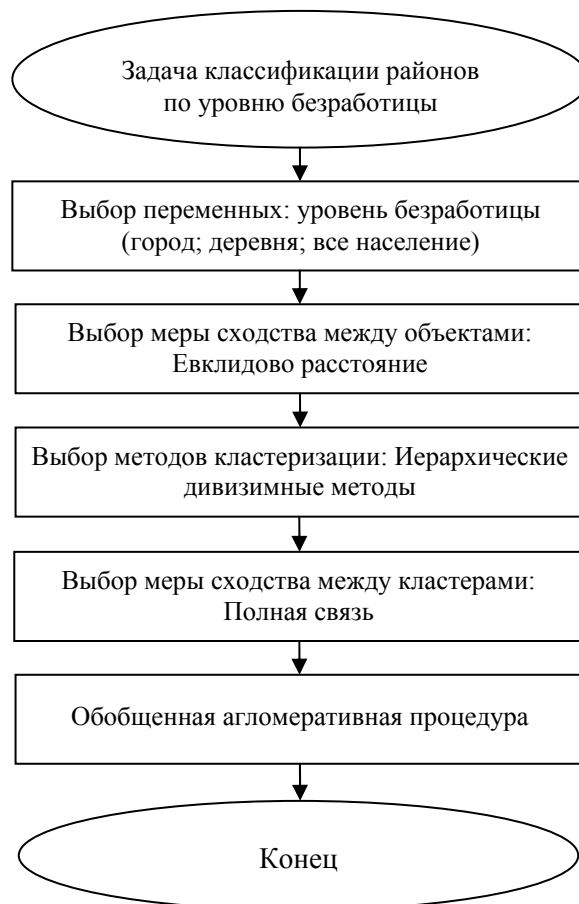 Задача классификации районов
по уровню безработицы
Выбор переменных: уровень безработицы
(город; деревня; все население)
Выбор меры сходства между объектами:
Евклидово расстояние
Выбор методов кластеризации: Иерархические
дивизимные методы
Выбор меры сходства между кластерами:
Полная связь
Обобщенная агломеративная процедура
Конец